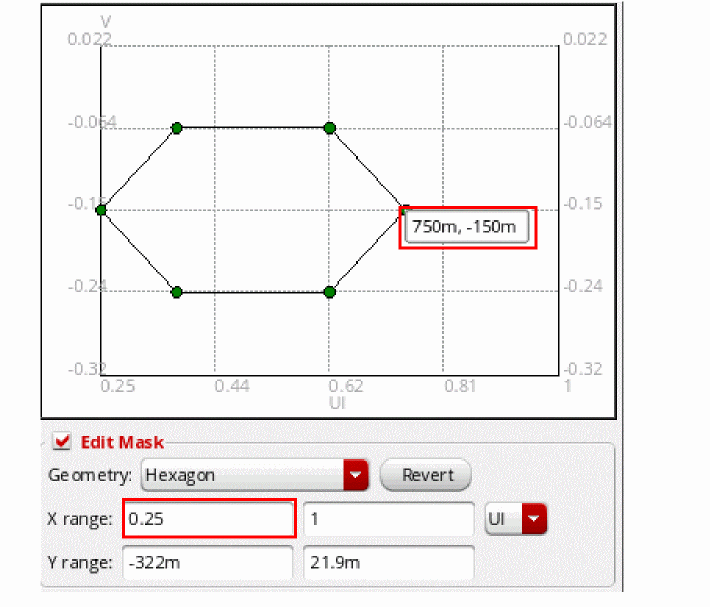 V
0.022 0.022
-0.064 -0.064
-0.15 -0.15
750m, -150m
-0.24 -0.24
-0.32 -0.32
0.25 0.44 0.62 0.81 1
UI
Edit Mask
Geometry: Hexagon Revert
X range: 0.25 1 UI
Y range: -322m 21.9m